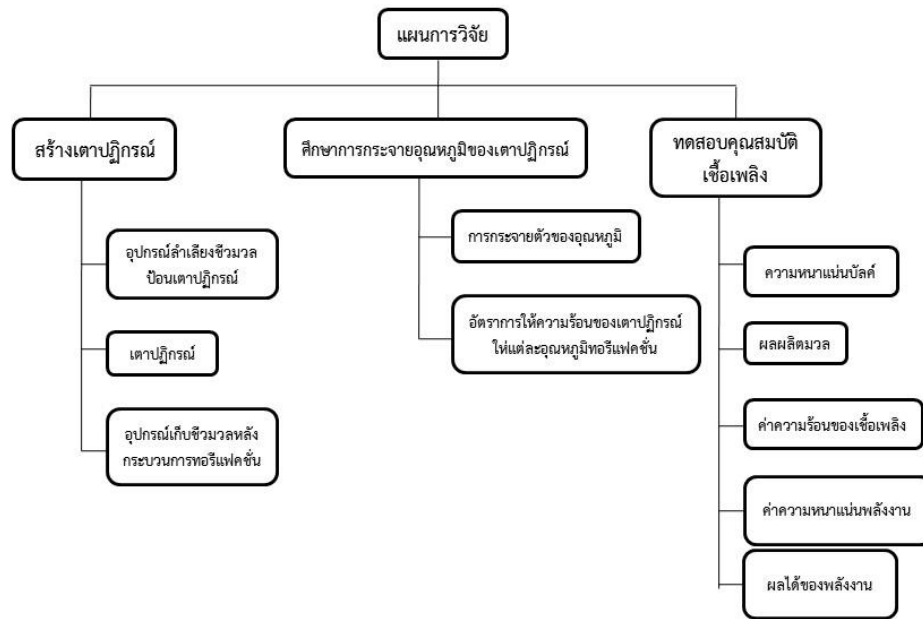 แผนการวิจัย
สร้างเตาปฏิกรณ์
อุปกรณ์ลำเลียงชีวมวล
ป้อนเตาปฏิกรณ์
เตาปฏิกรณ์
อุปกรณ์เก็บชีวมวลหลัง
กระบวนการทอรีแฟคชั่น
ศึกษาการกระจายอุณหภูมิของเตาปฏิกรณ์
การกระจายตัวของอุณหภูมิ
อัตราการให้ความร้อนของเตาปฏิกรณ์
ให่แต่ละอุณหภูมิทอรีแฟคชั่น
ทดสอบคุณสมบัติ
เชื้อเพลิง
ความหนาแน่นบัลค์
ผลผลิตมวล
ค่าความร้อนของเชื้อเพลิง
ค่าความหนาแน่นพลังงาน
ผลได้ของพลังงาน